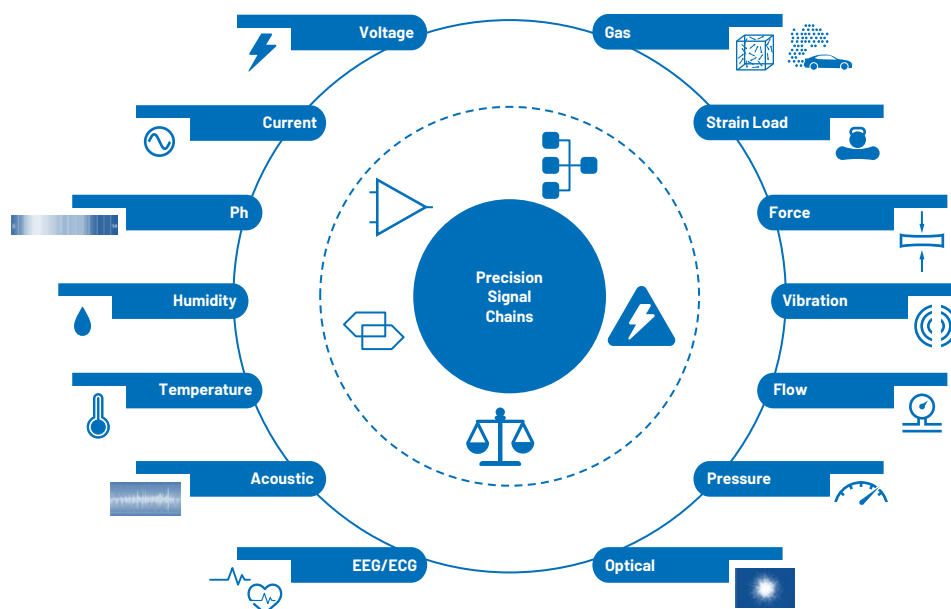 Voltage
Gas
Current
Strain Load
Ph
Force
Precision
Signal
Chains
Humidity
Vibration
Temperature
Flow
Acoustic
Pressure
EEG/ECG
Optical